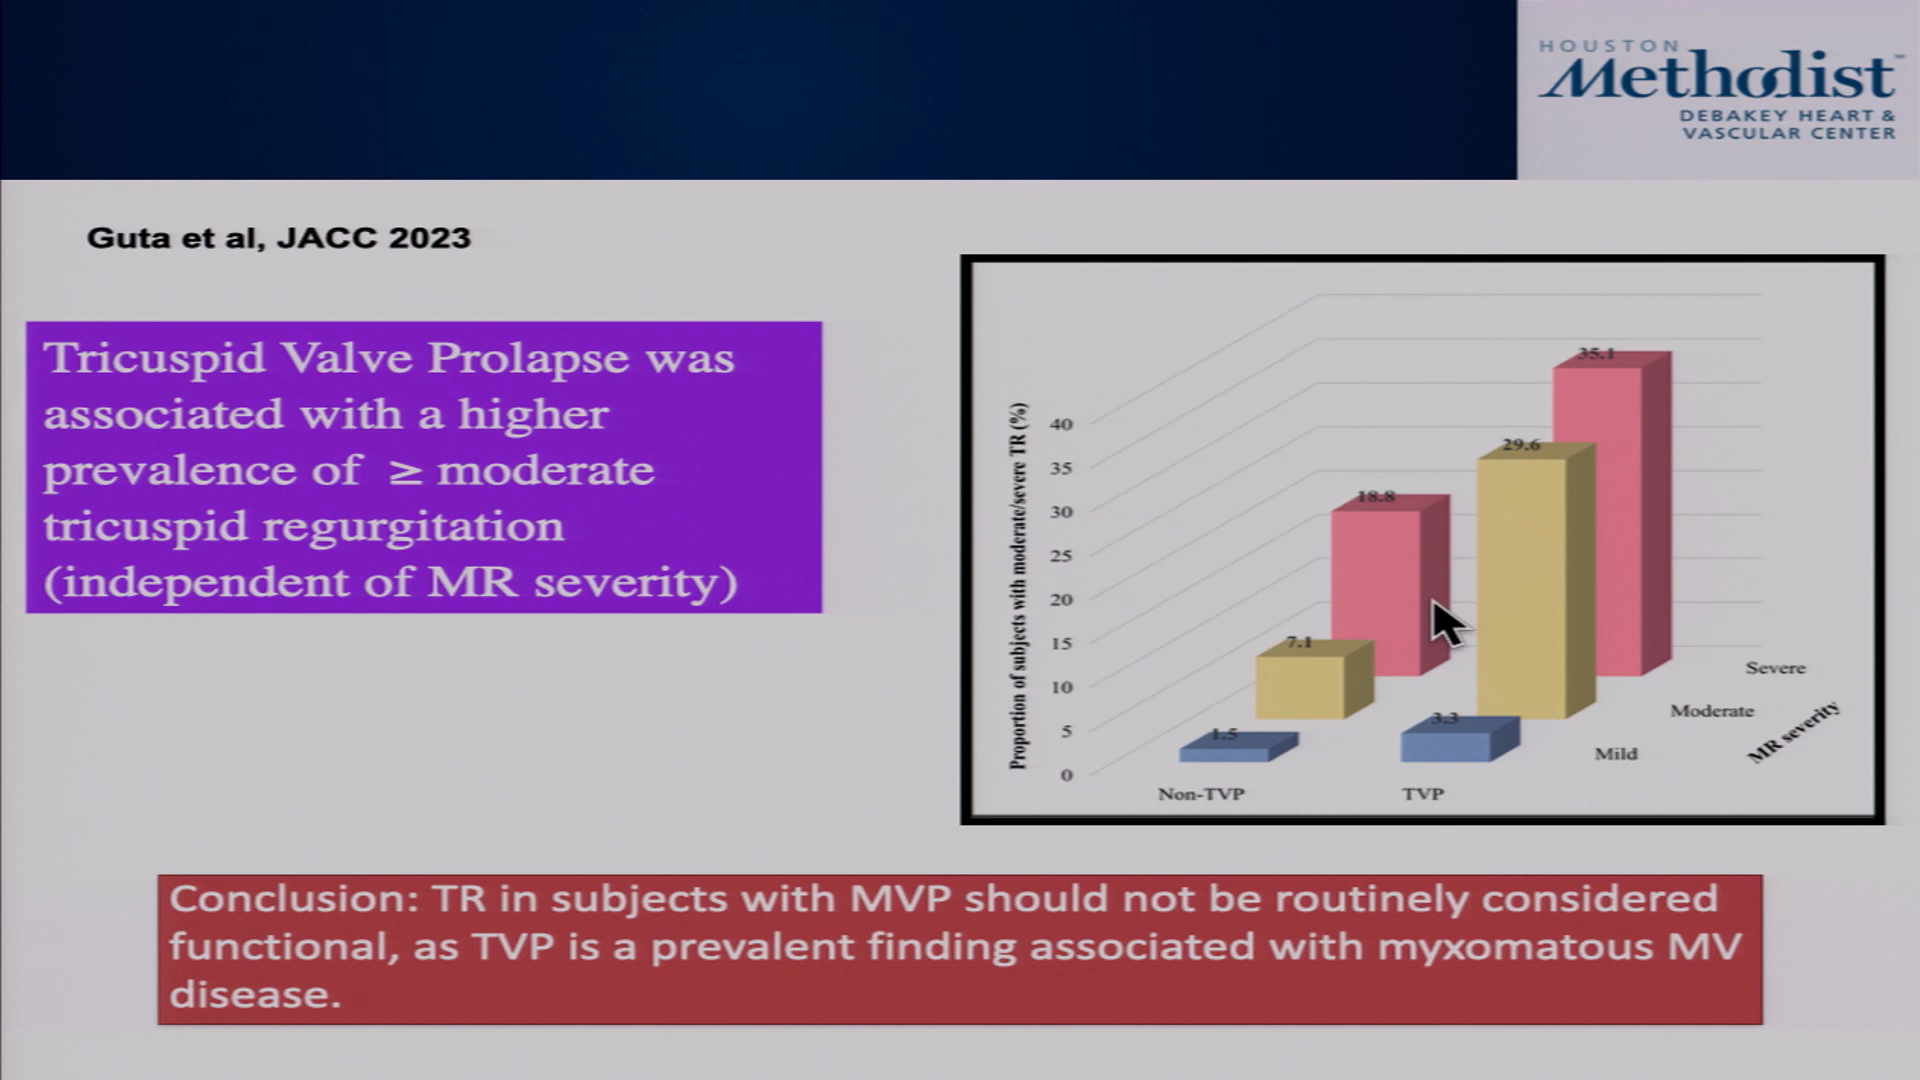 HOUSTON
Methodist
DEBAKEY HEART &
VASCULAR CENTER
Guta et al, JACC 2023
Tricuspid Valve Prolapse was
associated with a higher
prevalence of ≥ moderate
tricuspid regurgitation
(independent of MR severity)
Proportion of subjects with moderate/severe TR (%)
40
35
30
25
20
15
10
5
0
35.1
29.6
18.8
7.1
3.3
1.5
Severe
Moderate
Mild
MR severity
Non-TVP
TVP
Conclusion: TR in subjects with MVP should not be routinely considered
functional, as TVP is a prevalent finding associated with myxomatous MV
disease.